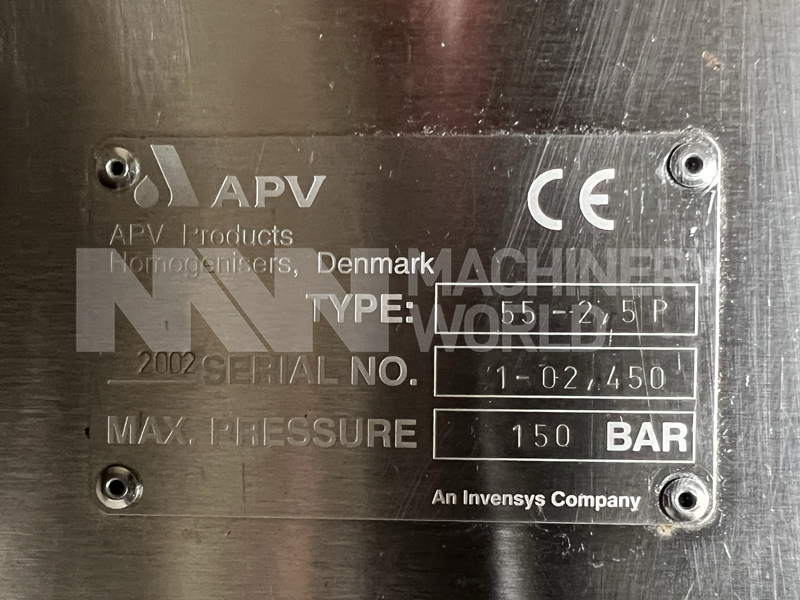 APV
CE
APV Products
Homogenisers, Denmark
MW MACHINERY
WORLD
TYPE: 55-2,5 P
2002 SERIAL NO. 1-02,450
MAX. PRESSURE 150 BAR
An Invensys Company